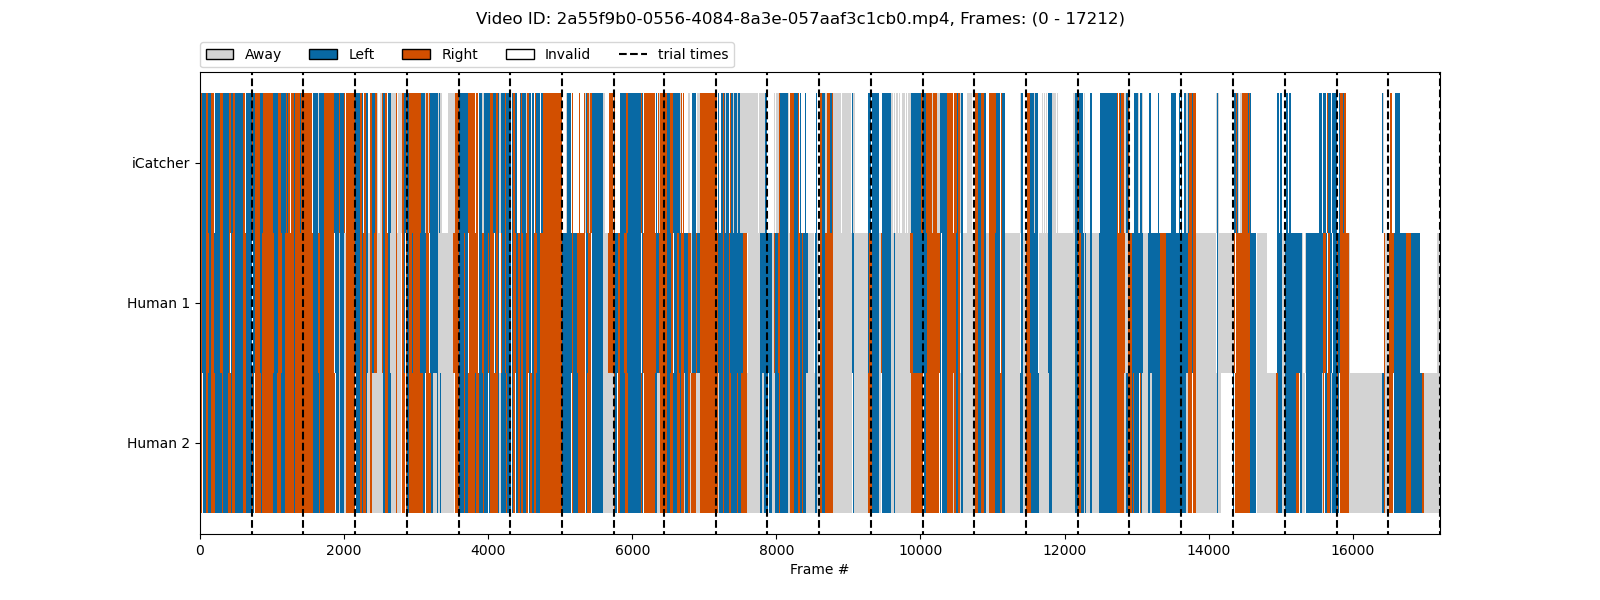 Video ID: 2a55f9b0-0556-4084-8a3e-057aaf3c1cb0.mp4, Frames: (0 - 17212)
Away Left Right Invalid trial times
iCatcher
Human 1
Human 2
0 2000 4000 6000 8000 10000 12000 14000 16000
Frame #